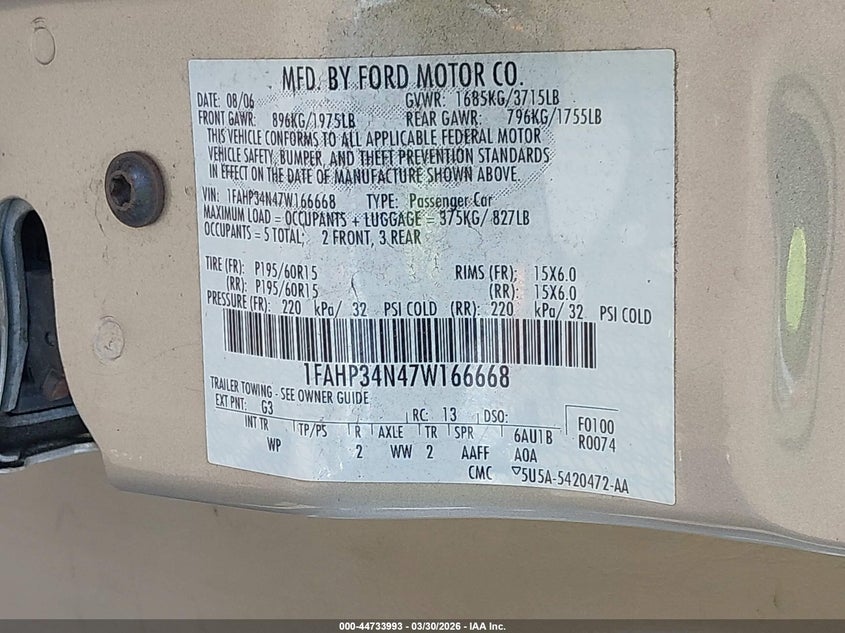 MFD. BY FORD MOTOR CO.
DATE: 08/06 GVWR: 1685KG/3715LB
FRONT GAWR: 896KG/1975LB REAR GAWR: 796KG/1755LB
THIS VEHICLE CONFORMS TO ALL APPLICABLE FEDERAL MOTOR
VEHICLE SAFETY, BUMPER, AND THEFT PREVENTION STANDARDS
IN EFFECT ON THE DATE OF MANUFACTURE SHOWN ABOVE.
VIN: 1FAHP34N47W166668 TYPE: Passenger Car
MAXIMUM LOAD = OCCUPANTS + LUGGAGE = 375KG/ 827LB
OCCUPANTS = 5 TOTAL; 2 FRONT, 3 REAR
TIRE (FR): P195/60R15 RIMS (FR): 15X6.0
(RR): P195/60R15 (RR): 15X6.0
PRESSURE (FR): 220 kPa/ 32 PSI COLD (RR): 220 kPa/ 32 PSI COLD
1FAHP34N47W166668
TRAILER TOWING - SEE OWNER GUIDE
EXT PNT: G3 RC: 13 DSO: F0100
INT TR TP/PS R AXLE TR SPR 6AU1B R0074
WP 2 WW 2 AAFF A0A
CMC 5U5A-5420472-AA
000-44733993 - 03/30/2026 - IAA Inc.